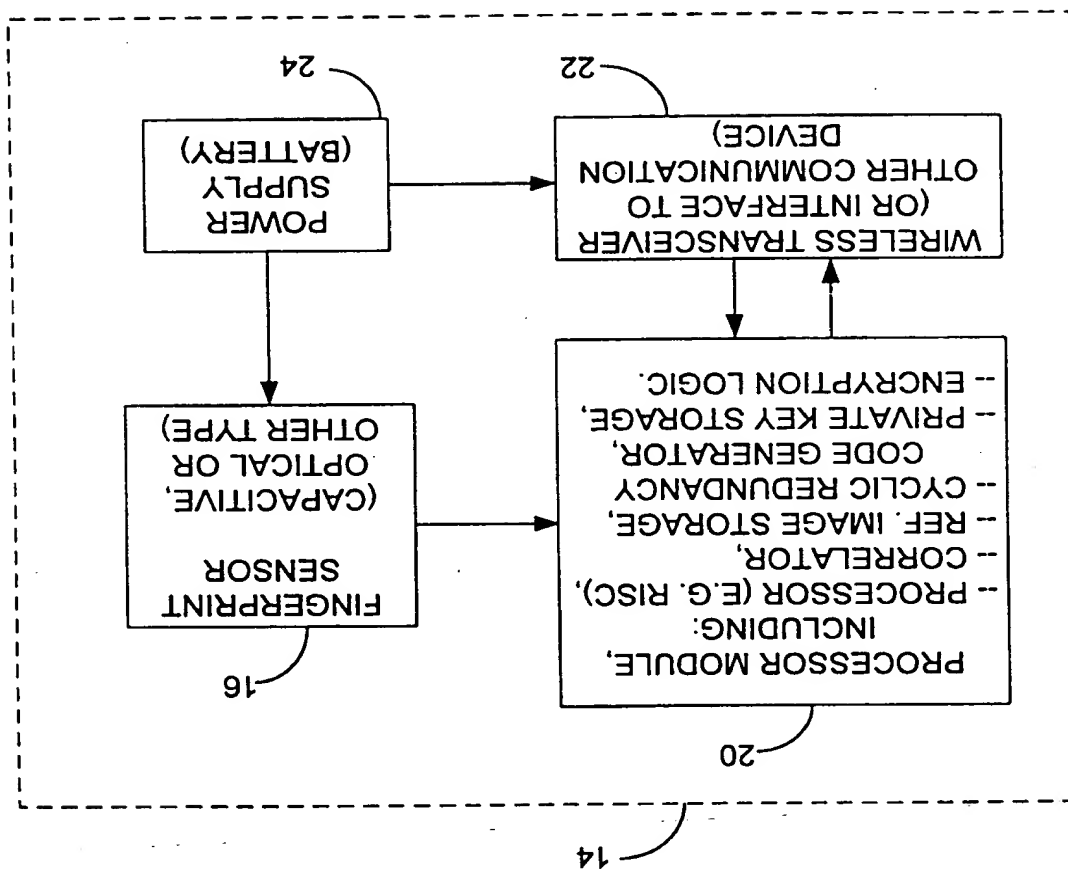 14
20
PROCESSOR MODULE,
INCLUDING:
-- PROCESSOR (E.G. RISC),
-- CORRELATOR,
-- REF. IMAGE STORAGE,
-- CYCLIC REDUNDANCY
CODE GENERATOR,
-- PRIVATE KEY STORAGE,
-- ENCRYPTION LOGIC.
16
FINGERPRINT
SENSOR
(CAPACITIVE,
OPTICAL OR
OTHER TYPE)
WIRELESS TRANSCEIVER
(OR INTERFACE TO
OTHER COMMUNICATION
DEVICE)
22
POWER
SUPPLY
(BATTERY)
24